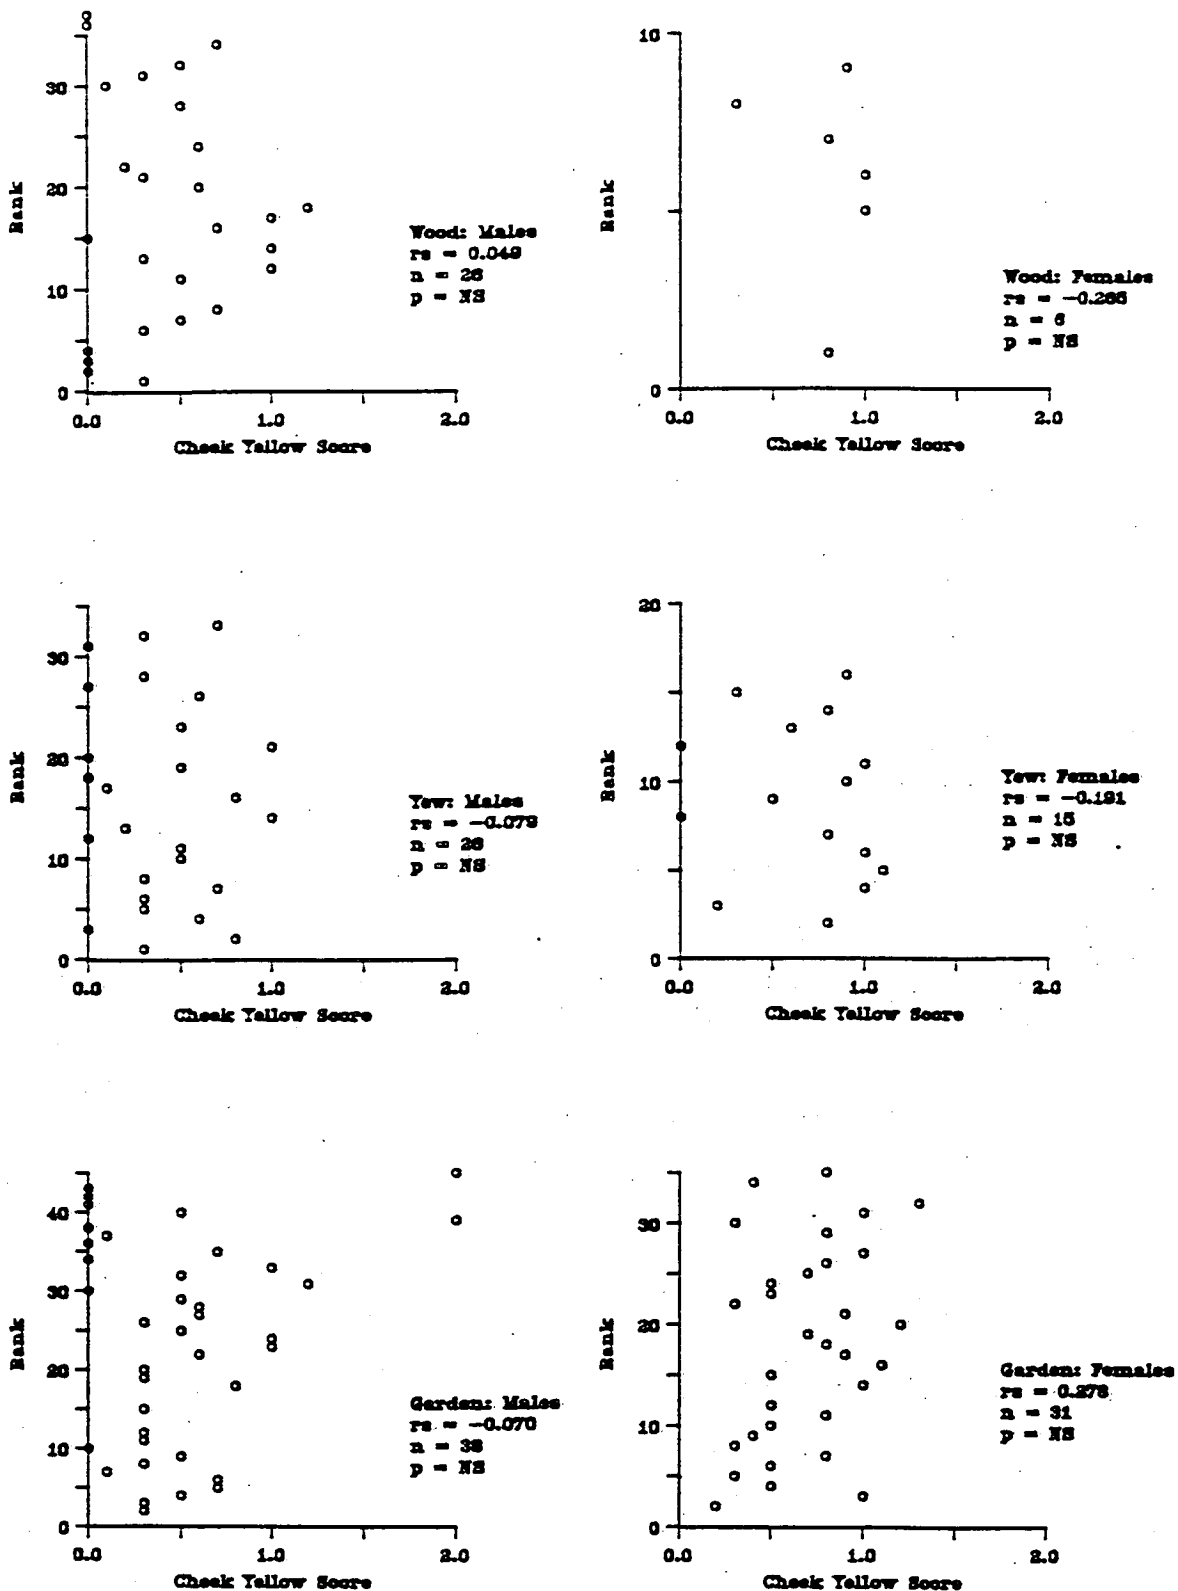 30
20
10
0
Rank
0.0 1.0 2.0
Cheek Yellow Score
Wood: Males
rs = 0.049
n = 26
p = NS
10
0
Rank
0.0 1.0 2.0
Cheek Yellow Score
Wood: Females
rs = -0.265
n = 6
p = NS
30
20
10
0
Rank
0.0 1.0 2.0
Cheek Yellow Score
Yew: Males
rs = -0.079
n = 26
p = NS
20
10
0
Rank
0.0 1.0 2.0
Cheek Yellow Score
Yew: Females
rs = -0.191
n = 15
p = NS
40
30
20
10
0
Rank
0.0 1.0 2.0
Cheek Yellow Score
Garden: Males
rs = -0.070
n = 38
p = NS
30
20
10
0
Rank
0.0 1.0 2.0
Cheek Yellow Score
Garden: Females
rs = 0.278
n = 31
p = NS